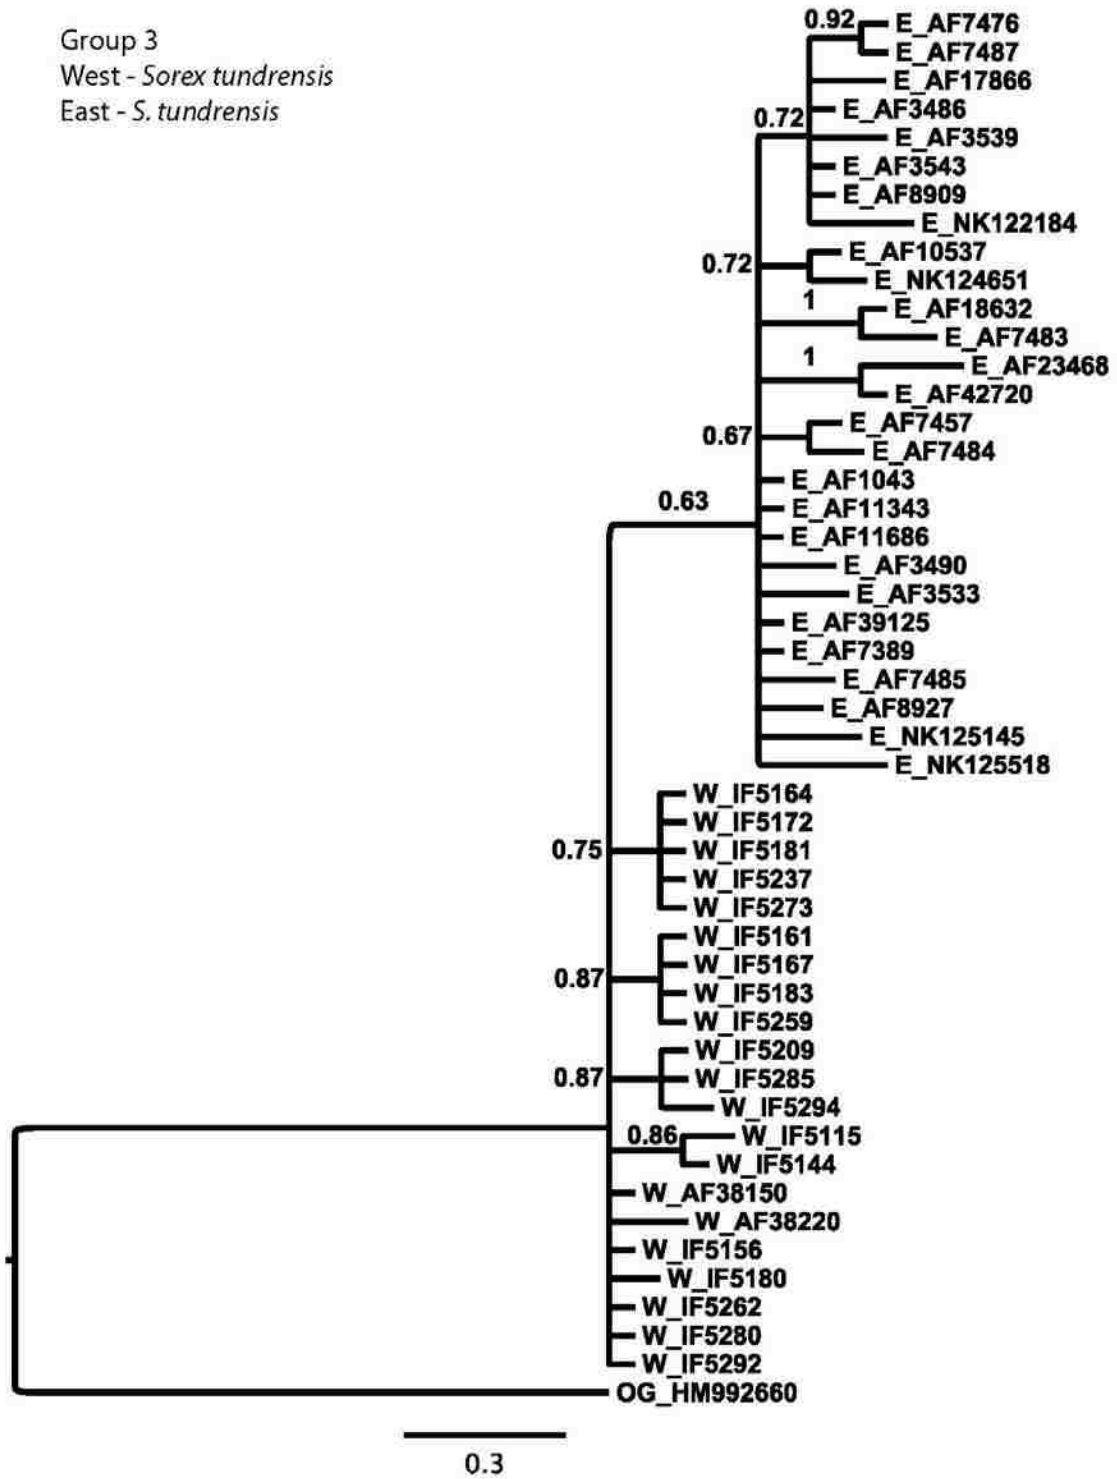 Group 3
West - Sorex tundrensis
East - S. tundrensis
0.92
E_AF7476
E_AF7487
E_AF17866
0.72
E_AF3486
E_AF3539
E_AF3543
E_AF8909
E_NK122184
0.72
E_AF10537
E_NK124651
1
E_AF18632
E_AF7483
1
E_AF23468
E_AF42720
0.67
E_AF7457
E_AF7484
E_AF1043
0.63
E_AF11343
E_AF11686
E_AF3490
E_AF3533
E_AF39125
E_AF7389
E_AF7485
E_AF8927
E_NK125145
E_NK125518
W_IF5164
W_IF5172
0.75
W_IF5181
W_IF5237
W_IF5273
W_IF5161
W_IF5167
0.87
W_IF5183
W_IF5259
W_IF5209
0.87
W_IF5285
W_IF5294
0.86
W_IF5115
W_IF5144
W_AF38150
W_AF38220
W_IF5156
W_IF5180
W_IF5262
W_IF5280
W_IF5292
OG_HM992660
0.3